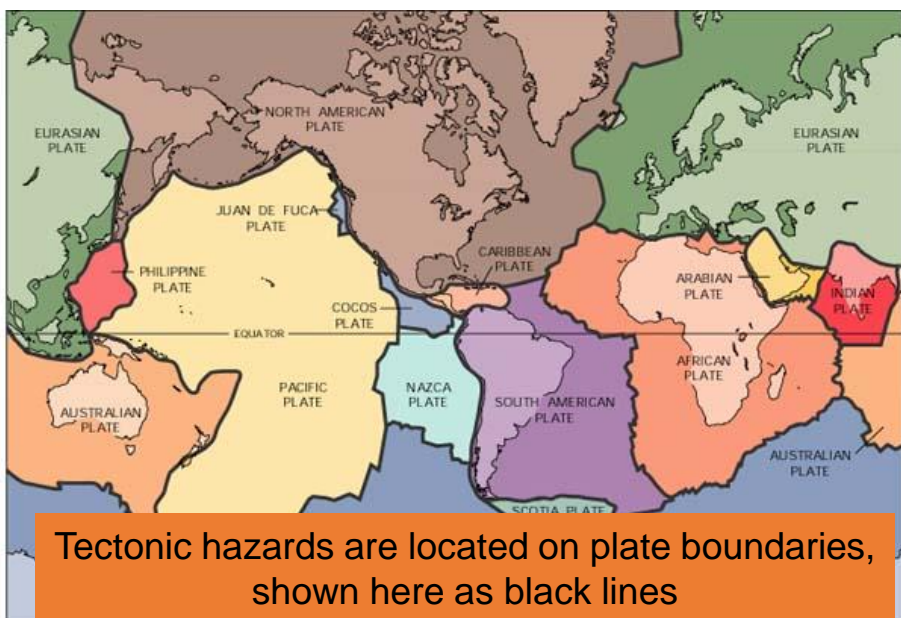 NORTH AMERICAN
PLATE
EURASIAN
PLATE
EURASIAN
PLATE
JUAN DE FUCA
PLATE
CARIBBEAN
PLATE
PHILIPPINE
PLATE
ARABIAN
PLATE
INDIAN
PLATE
COCOS
PLATE
EQUATOR
PACIFIC
PLATE
NAZCA
PLATE
SOUTH AMERICAN
PLATE
AFRICAN
PLATE
AUSTRALIAN
PLATE
AUSTRALIAN
PLATE
SCOTIA PLATE
Tectonic hazards are located on plate boundaries,
shown here as black lines